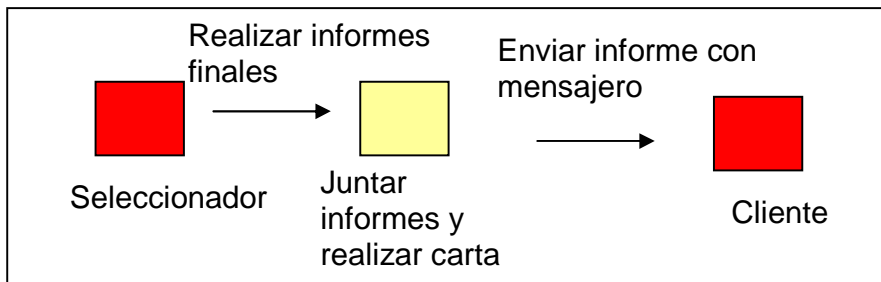 Realizar informes
finales
Enviar informe con
mensajero
Seleccionador
Juntar
informes y
realizar carta
Cliente